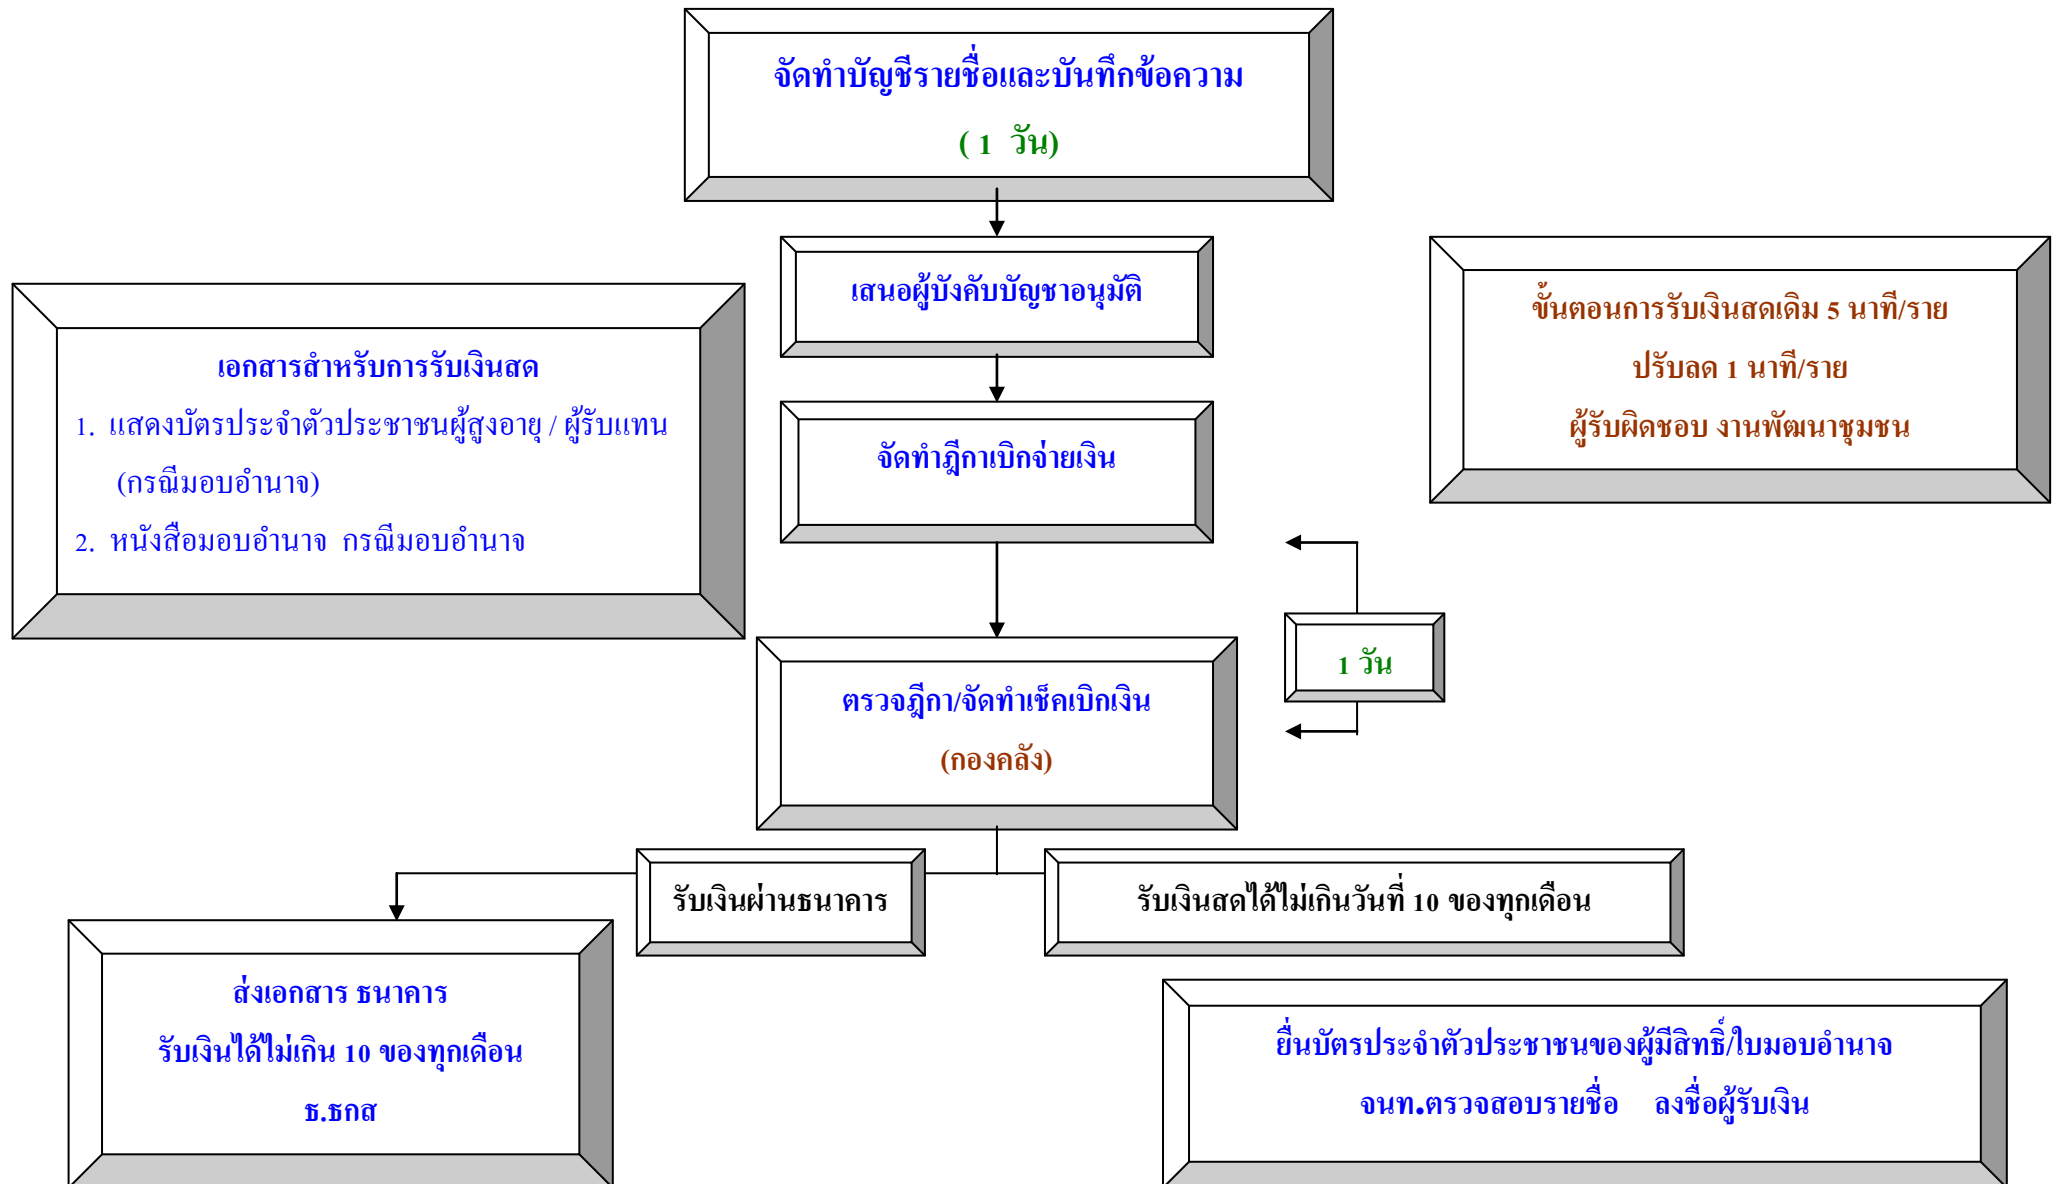 จัดทำบัญชีรายชื่อและบันทึกข้อความ
( 1 วัน)
เสนอผู้บังคับบัญชาอนุมัติ
ขั้นตอนการรับเงินสดเดิม 5 นาที/ราย
ปรับลด 1 นาที/ราย
ผู้รับผิดชอบ งานพัฒนาชุมชน
เอกสารสำหรับการรับเงินสด
1. แสดงบัตรประจำตัวประชาชนผู้สูงอายุ / ผู้รับแทน
(กรณีมอบอำนาจ)
2. หนังสือมอบอำนาจ กรณีมอบอำนาจ
จัดทำฎีกาเบิกจ่ายเงิน
1 วัน
ตรวจฎีกา/จัดทำเช็คเบิกเงิน
(กองคลัง)
รับเงินผ่านธนาคาร
รับเงินสดได้ไม่เกินวันที่ 10 ของทุกเดือน
ส่งเอกสาร ธนาคาร
รับเงินได้ไม่เกิน 10 ของทุกเดือน
ธ.ธกส
ยื่นบัตรประจำตัวประชาชนของผู้มีสิทธิ์/ใบมอบอำนาจ
จนท.ตรวจสอบรายชื่อ ลงชื่อผู้รับเงิน